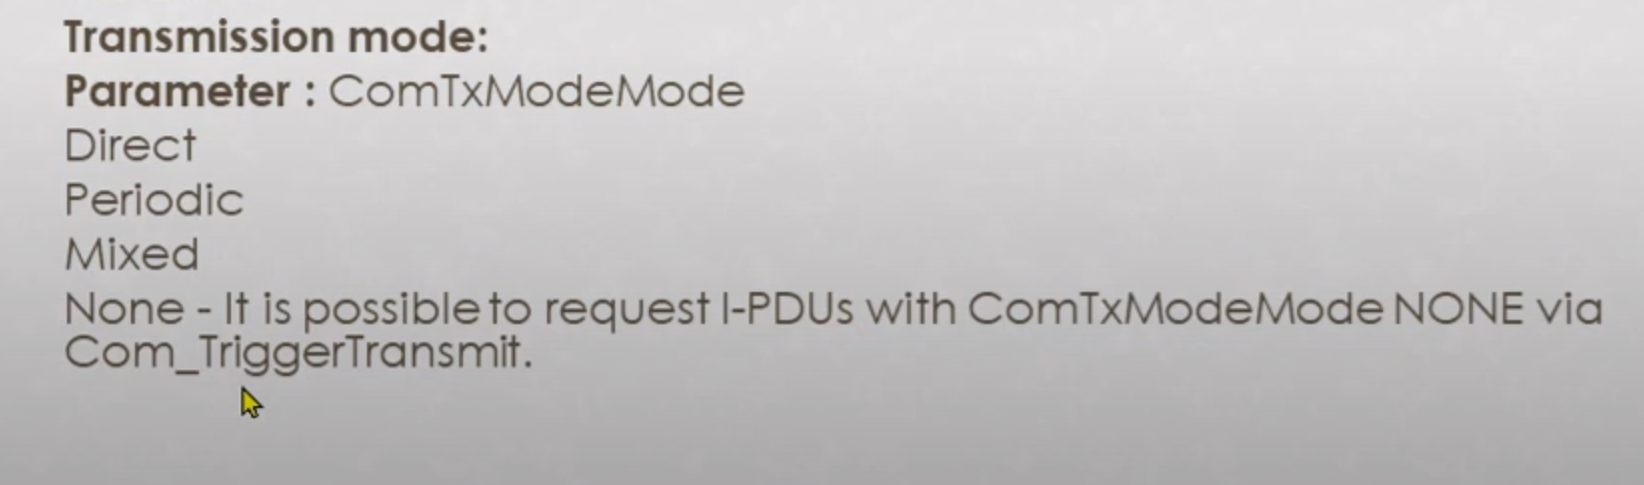 Transmission mode:
Parameter : ComTxModeMode
Direct
Periodic
Mixed
None - It is possible to request I-PDUs with ComTxModeMode NONE via
Com_TriggerTransmit.